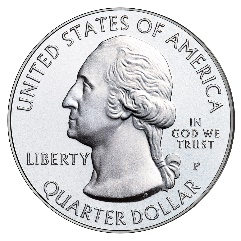 UNITED STATES OF AMERICA
LIBERTY
IN
GOD WE
TRUST
P
QUARTER DOLLAR